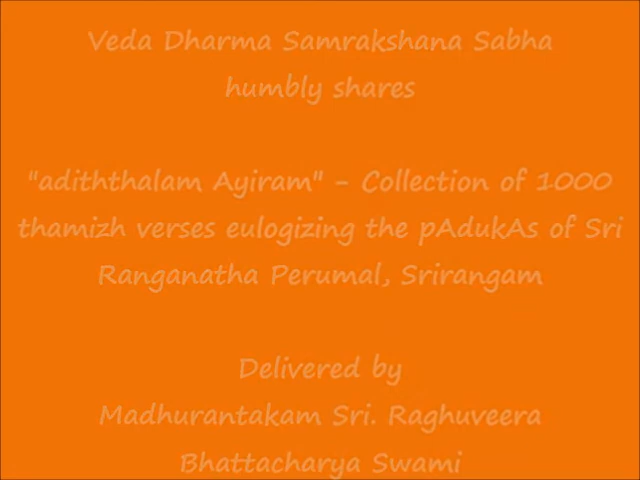 Veda Dharma Samrakshana Sabha
humbly shares
"adiththalam Ayiram" - Collection of 1000
thamizh verses eulogizing the pAdukAs of Sri
Ranganatha Perumal, Srirangam
Delivered by
Madhurantakam Sri. Raghuveera
Bhattacharya Swami